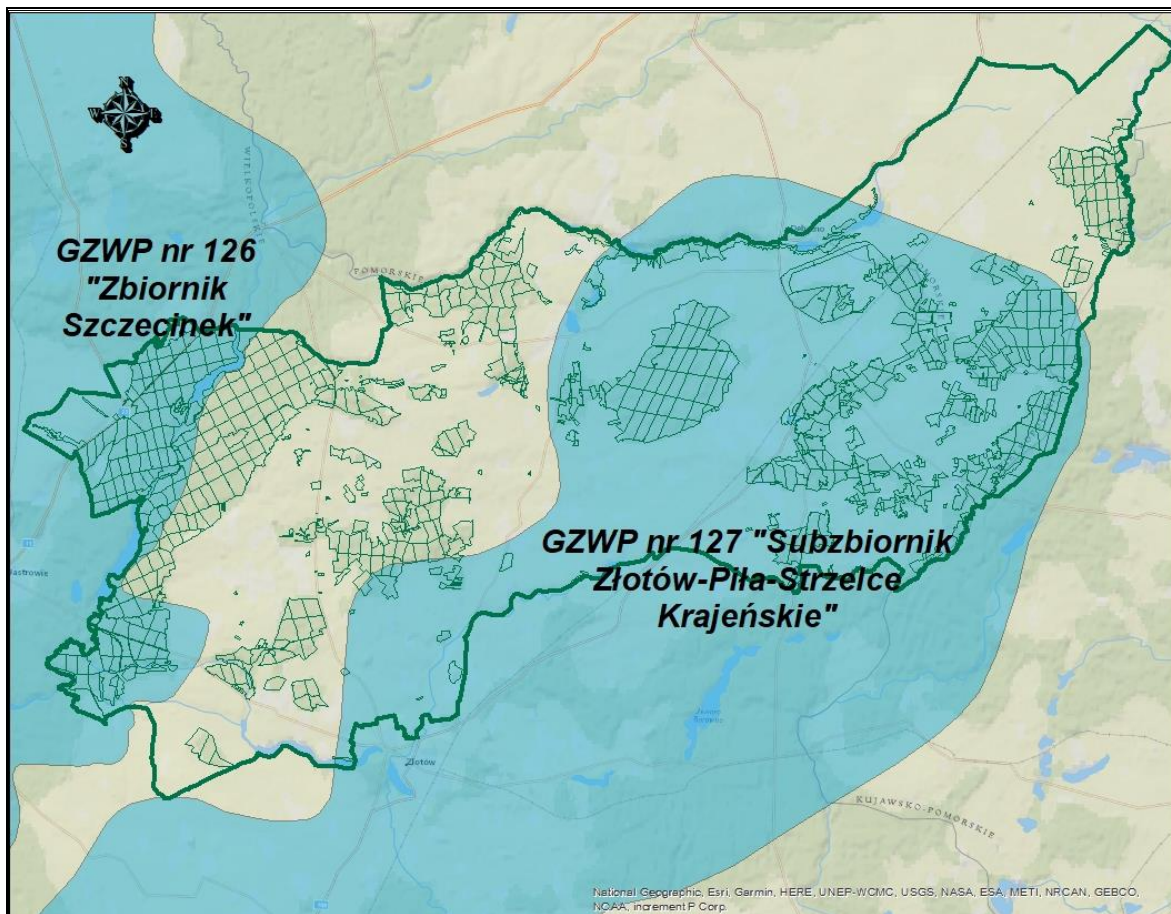 WIELKOPOLSKIE
GZWP nr 126
"Zbiornik
Szczecinek"
POMORSKIE
GZWP nr 127 "Subzbiornik
Złotów-Piła-Strzelce
Krajeńskie"
Jastrowie
Złotów
KUJAWSKO-POMORSKIE
National Geographic, Esri, Garmin, HERE, UNEP-WCMC, USGS, NASA, ESA, METI, NRCAN, GEBCO,
NOAA, increment P Corp.